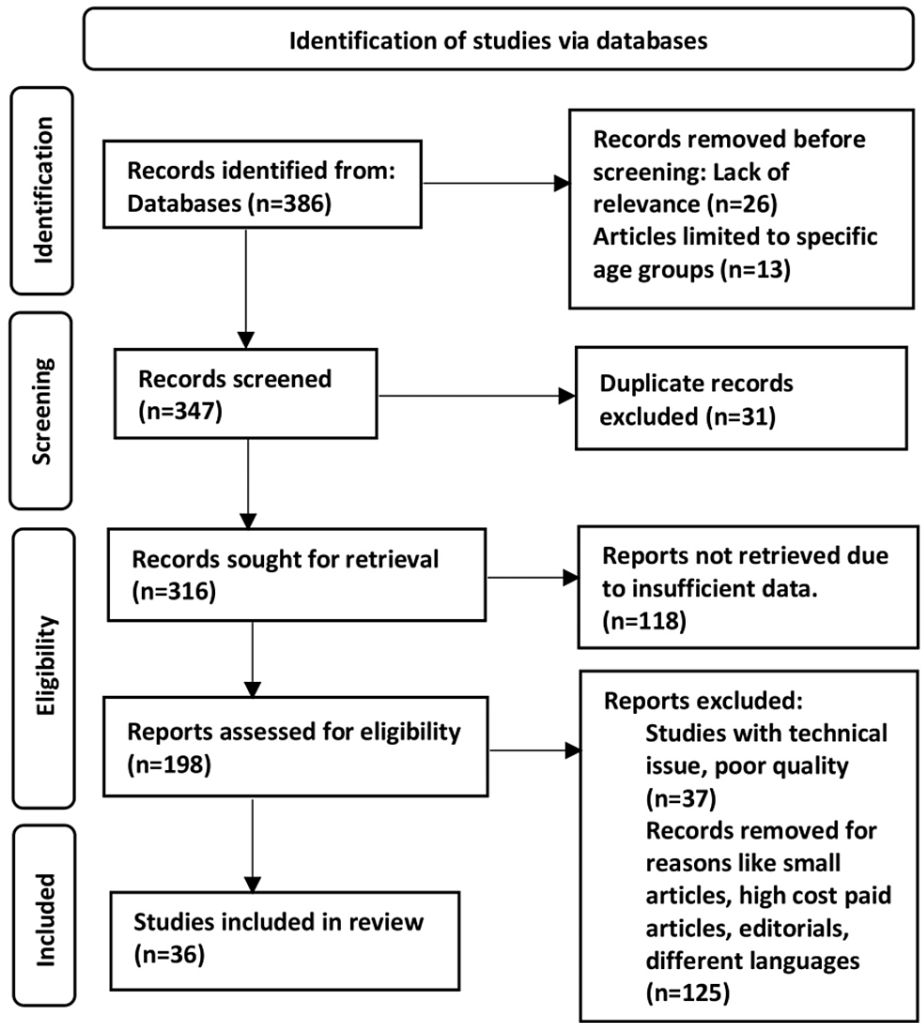 Identification of studies via databases
Identification
Records identified from:
Databases (n=386)
Records removed before
screening: Lack of
relevance (n=26)
Articles limited to specific
age groups (n=13)
Screening
Records screened
(n=347)
Duplicate records
excluded (n=31)
Eligibility
Records sought for retrieval
(n=316)
Reports not retrieved due
to insufficient data.
(n=118)
Reports assessed for eligibility
(n=198)
Reports excluded:
Studies with technical
issue, poor quality
(n=37)
Records removed for
reasons like small
articles, high cost paid
articles, editorials,
different languages
(n=125)
Included
Studies included in review
(n=36)